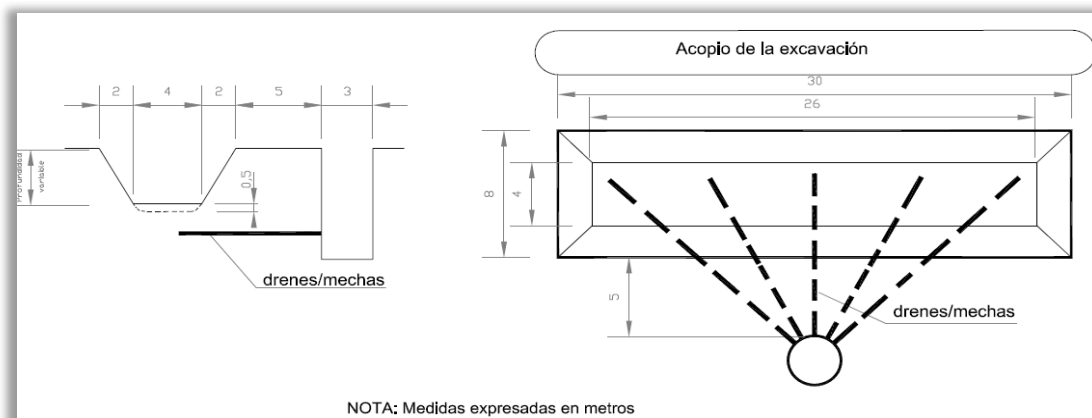 Acopio de la excavación
30
26
2
4
2
5
3
Profundidad
variable
0,5
8
4
5
drenes/mechas
drenes/mechas
NOTA: Medidas expresadas en metros